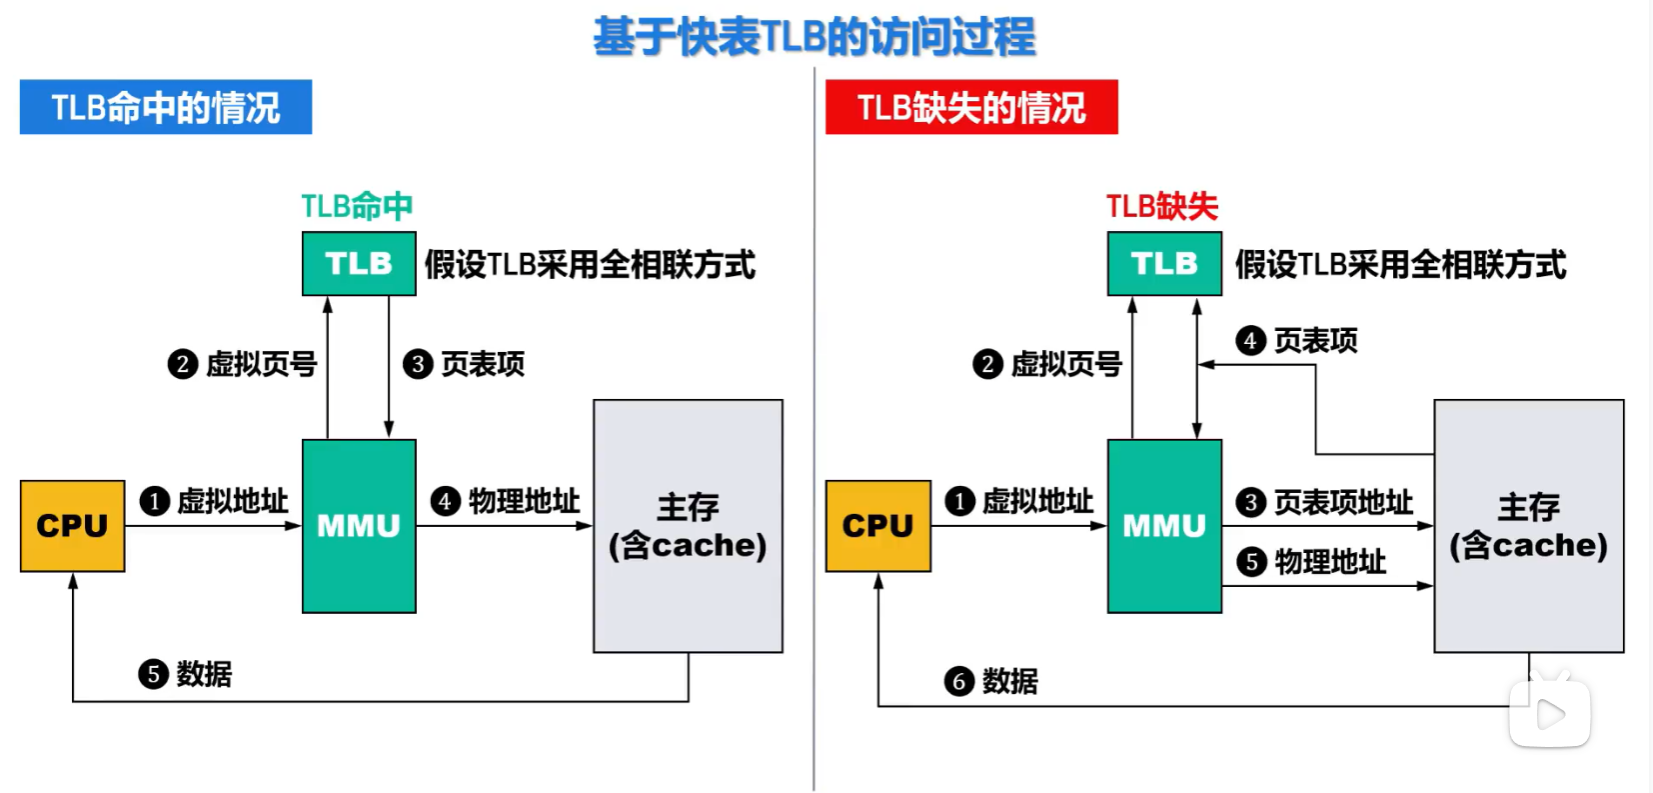 基于快表TLB的访问过程
TLB命中的情况
TLB命中
TLB
假设TLB采用全相联方式
❷ 虚拟页号
❸ 页表项
CPU
❶ 虚拟地址
MMU
❹ 物理地址
主存
(含cache)
❺ 数据
TLB缺失的情况
TLB缺失
TLB
假设TLB采用全相联方式
❷ 虚拟页号
❹ 页表项
CPU
❶ 虚拟地址
MMU
❸ 页表项地址
❺ 物理地址
主存
(含cache)
❻ 数据